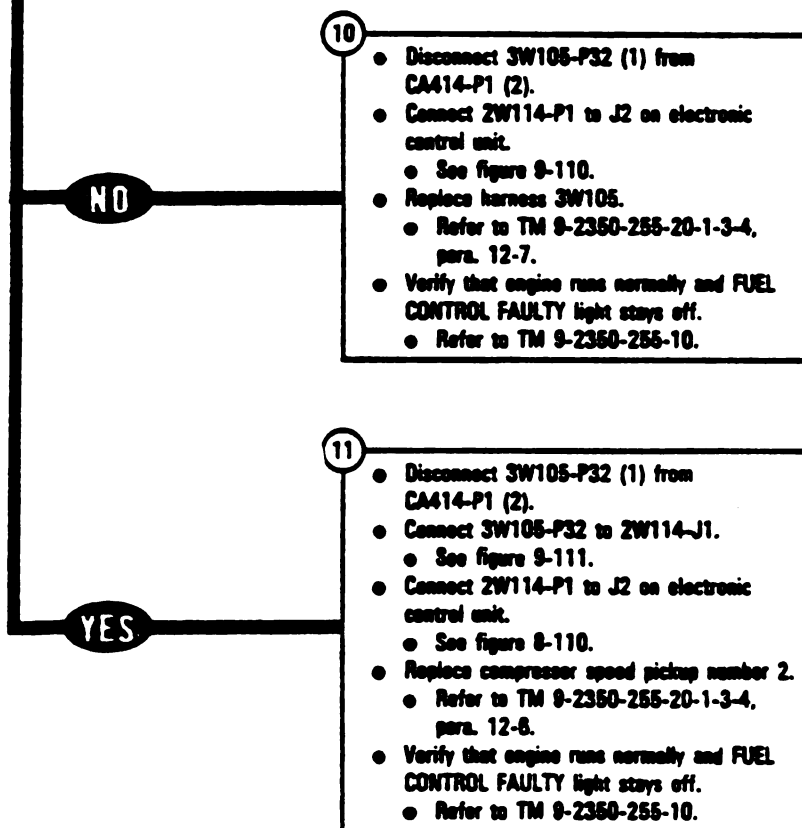 10
• Disconnect 3W105-P32 (1) from
CA414-P1 (2).
• Connect 2W114-P1 to J2 on electronic
control unit.
• See figure 9-110.
NO
• Replace harness 3W105.
• Refer to TM 9-2350-255-20-1-3-4,
para. 12-7.
• Verify that engine runs normally and FUEL
CONTROL FAULTY light stays off.
• Refer to TM 9-2350-255-10.
11
• Disconnect 3W105-P32 (1) from
CA414-P1 (2).
• Connect 3W105-P32 to 2W114-J1.
• See figure 9-111.
• Connect 2W114-P1 to J2 on electronic
control unit.
YES
• See figure 8-110.
• Replace compressor speed pickup number 2.
• Refer to TM 9-2350-255-20-1-3-4,
para. 12-6.
• Verify that engine runs normally and FUEL
CONTROL FAULTY light stays off.
• Refer to TM 9-2350-255-10.